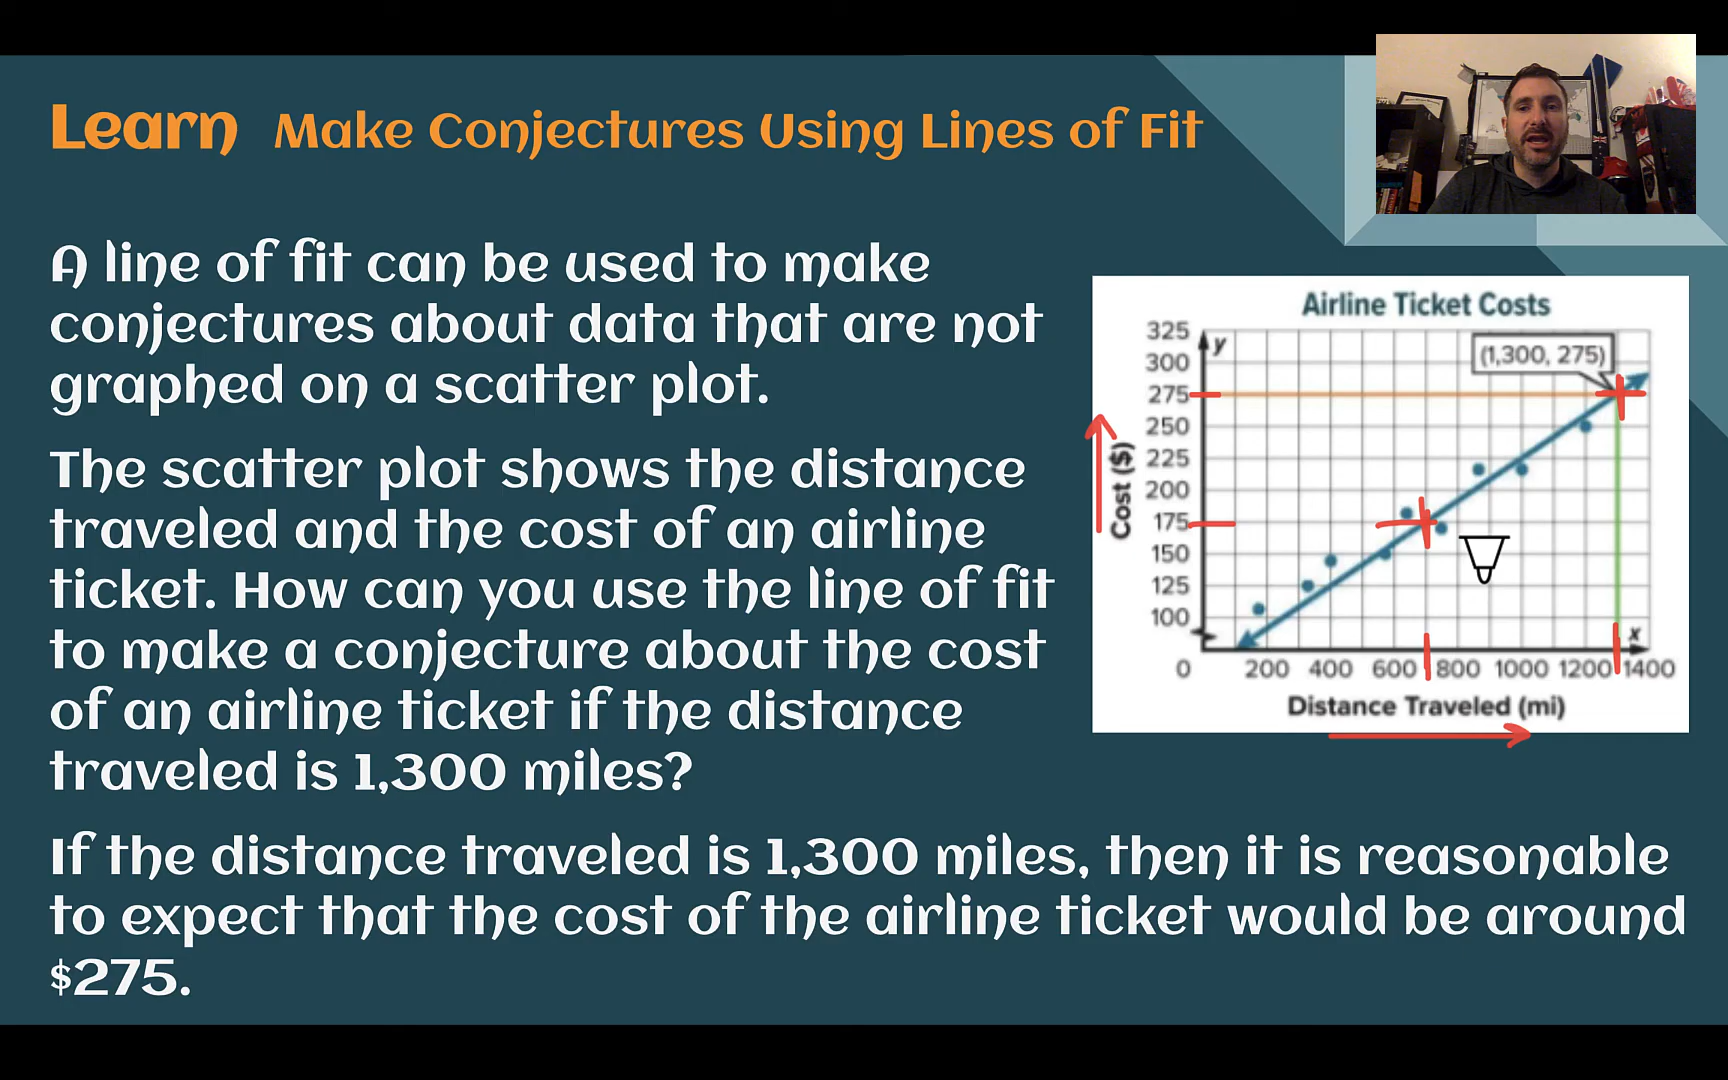 Learn Make Conjectures Using Lines of Fit
A line of fit can be used to make
conjectures about data that are not
graphed on a scatter plot.
The scatter plot shows the distance
traveled and the cost of an airline
ticket. How can you use the line of fit
to make a conjecture about the cost
of an airline ticket if the distance
traveled is 1,300 miles?
Airline Ticket Costs
325
y
(1,300, 275)
300
275
250
225
200
175
150
125
100
Cost ($)
x
0 200 400 600 800 1000 1200 1400
Distance Traveled (mi)
If the distance traveled is 1,300 miles, then it is reasonable
to expect that the cost of the airline ticket would be around
$275.